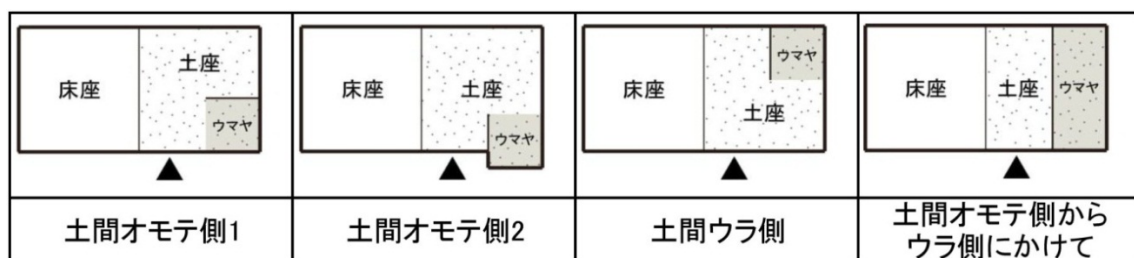 床座
土座
ウマヤ
床座
土座
ウマヤ
床座
ウマヤ
土座
床座
土座
ウマヤ
土間オモテ側1
土間オモテ側2
土間ウラ側
土間オモテ側から
ウラ側にかけて